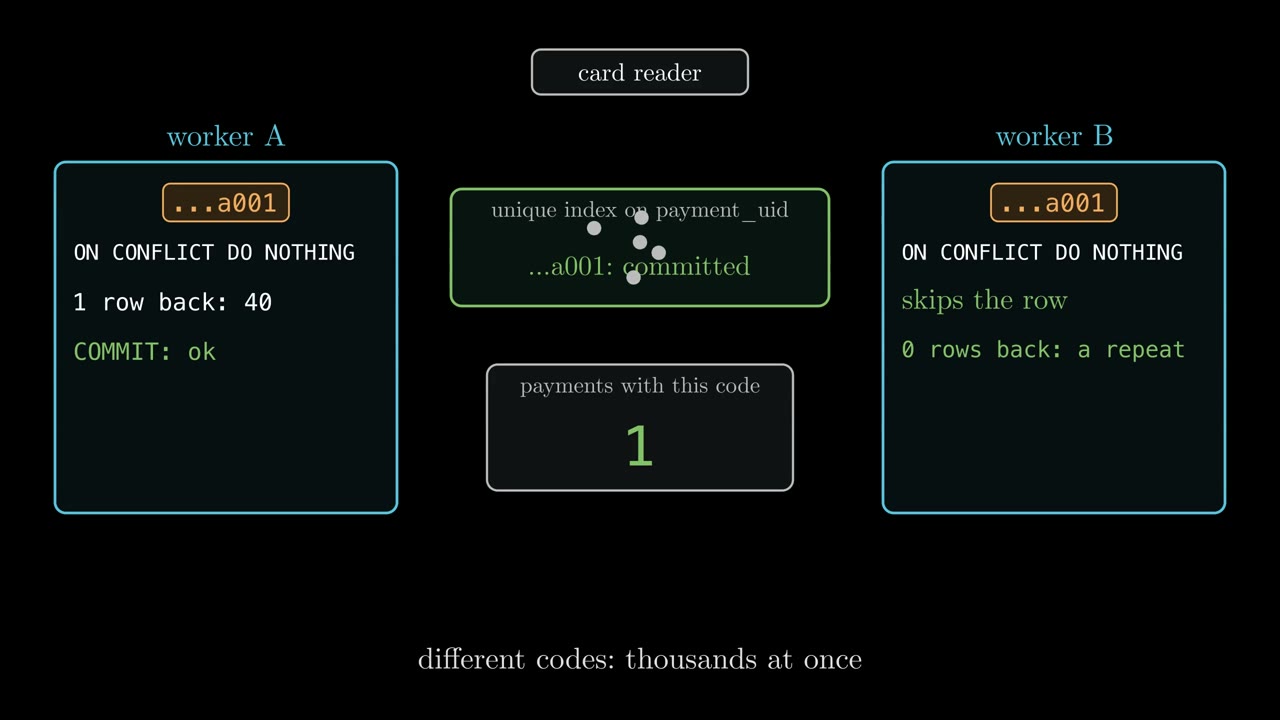 card reader
worker A
...a001
ON CONFLICT DO NOTHING
1 row back: 40
COMMIT: ok
unique index on payment_uid
...a001: committed
payments with this code
1
worker B
...a001
ON CONFLICT DO NOTHING
skips the row
0 rows back: a repeat
different codes: thousands at once